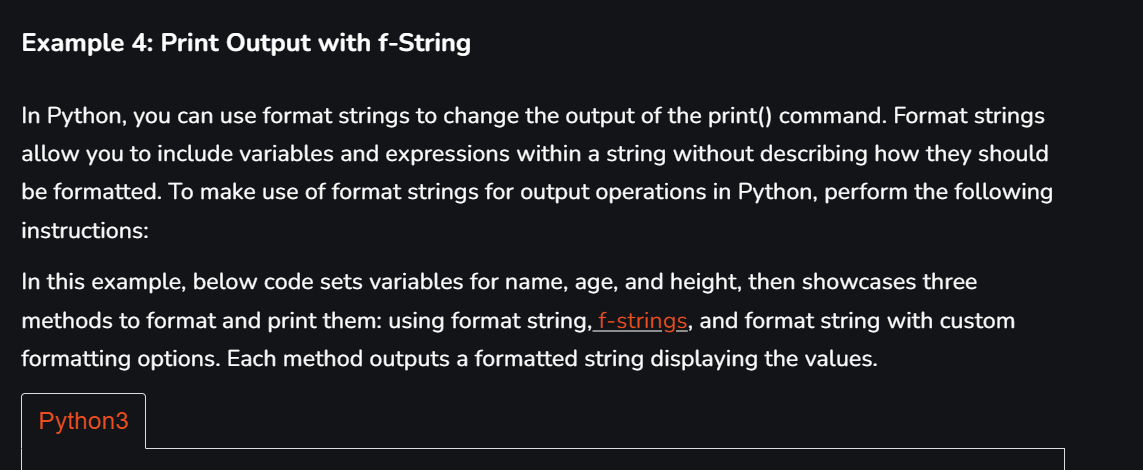 Example 4: Print Output with f-String
In Python, you can use format strings to change the output of the print() command. Format strings
allow you to include variables and expressions within a string without describing how they should
be formatted. To make use of format strings for output operations in Python, perform the following
instructions:
In this example, below code sets variables for name, age, and height, then showcases three
methods to format and print them: using format string, f-strings, and format string with custom
formatting options. Each method outputs a formatted string displaying the values.
Python3